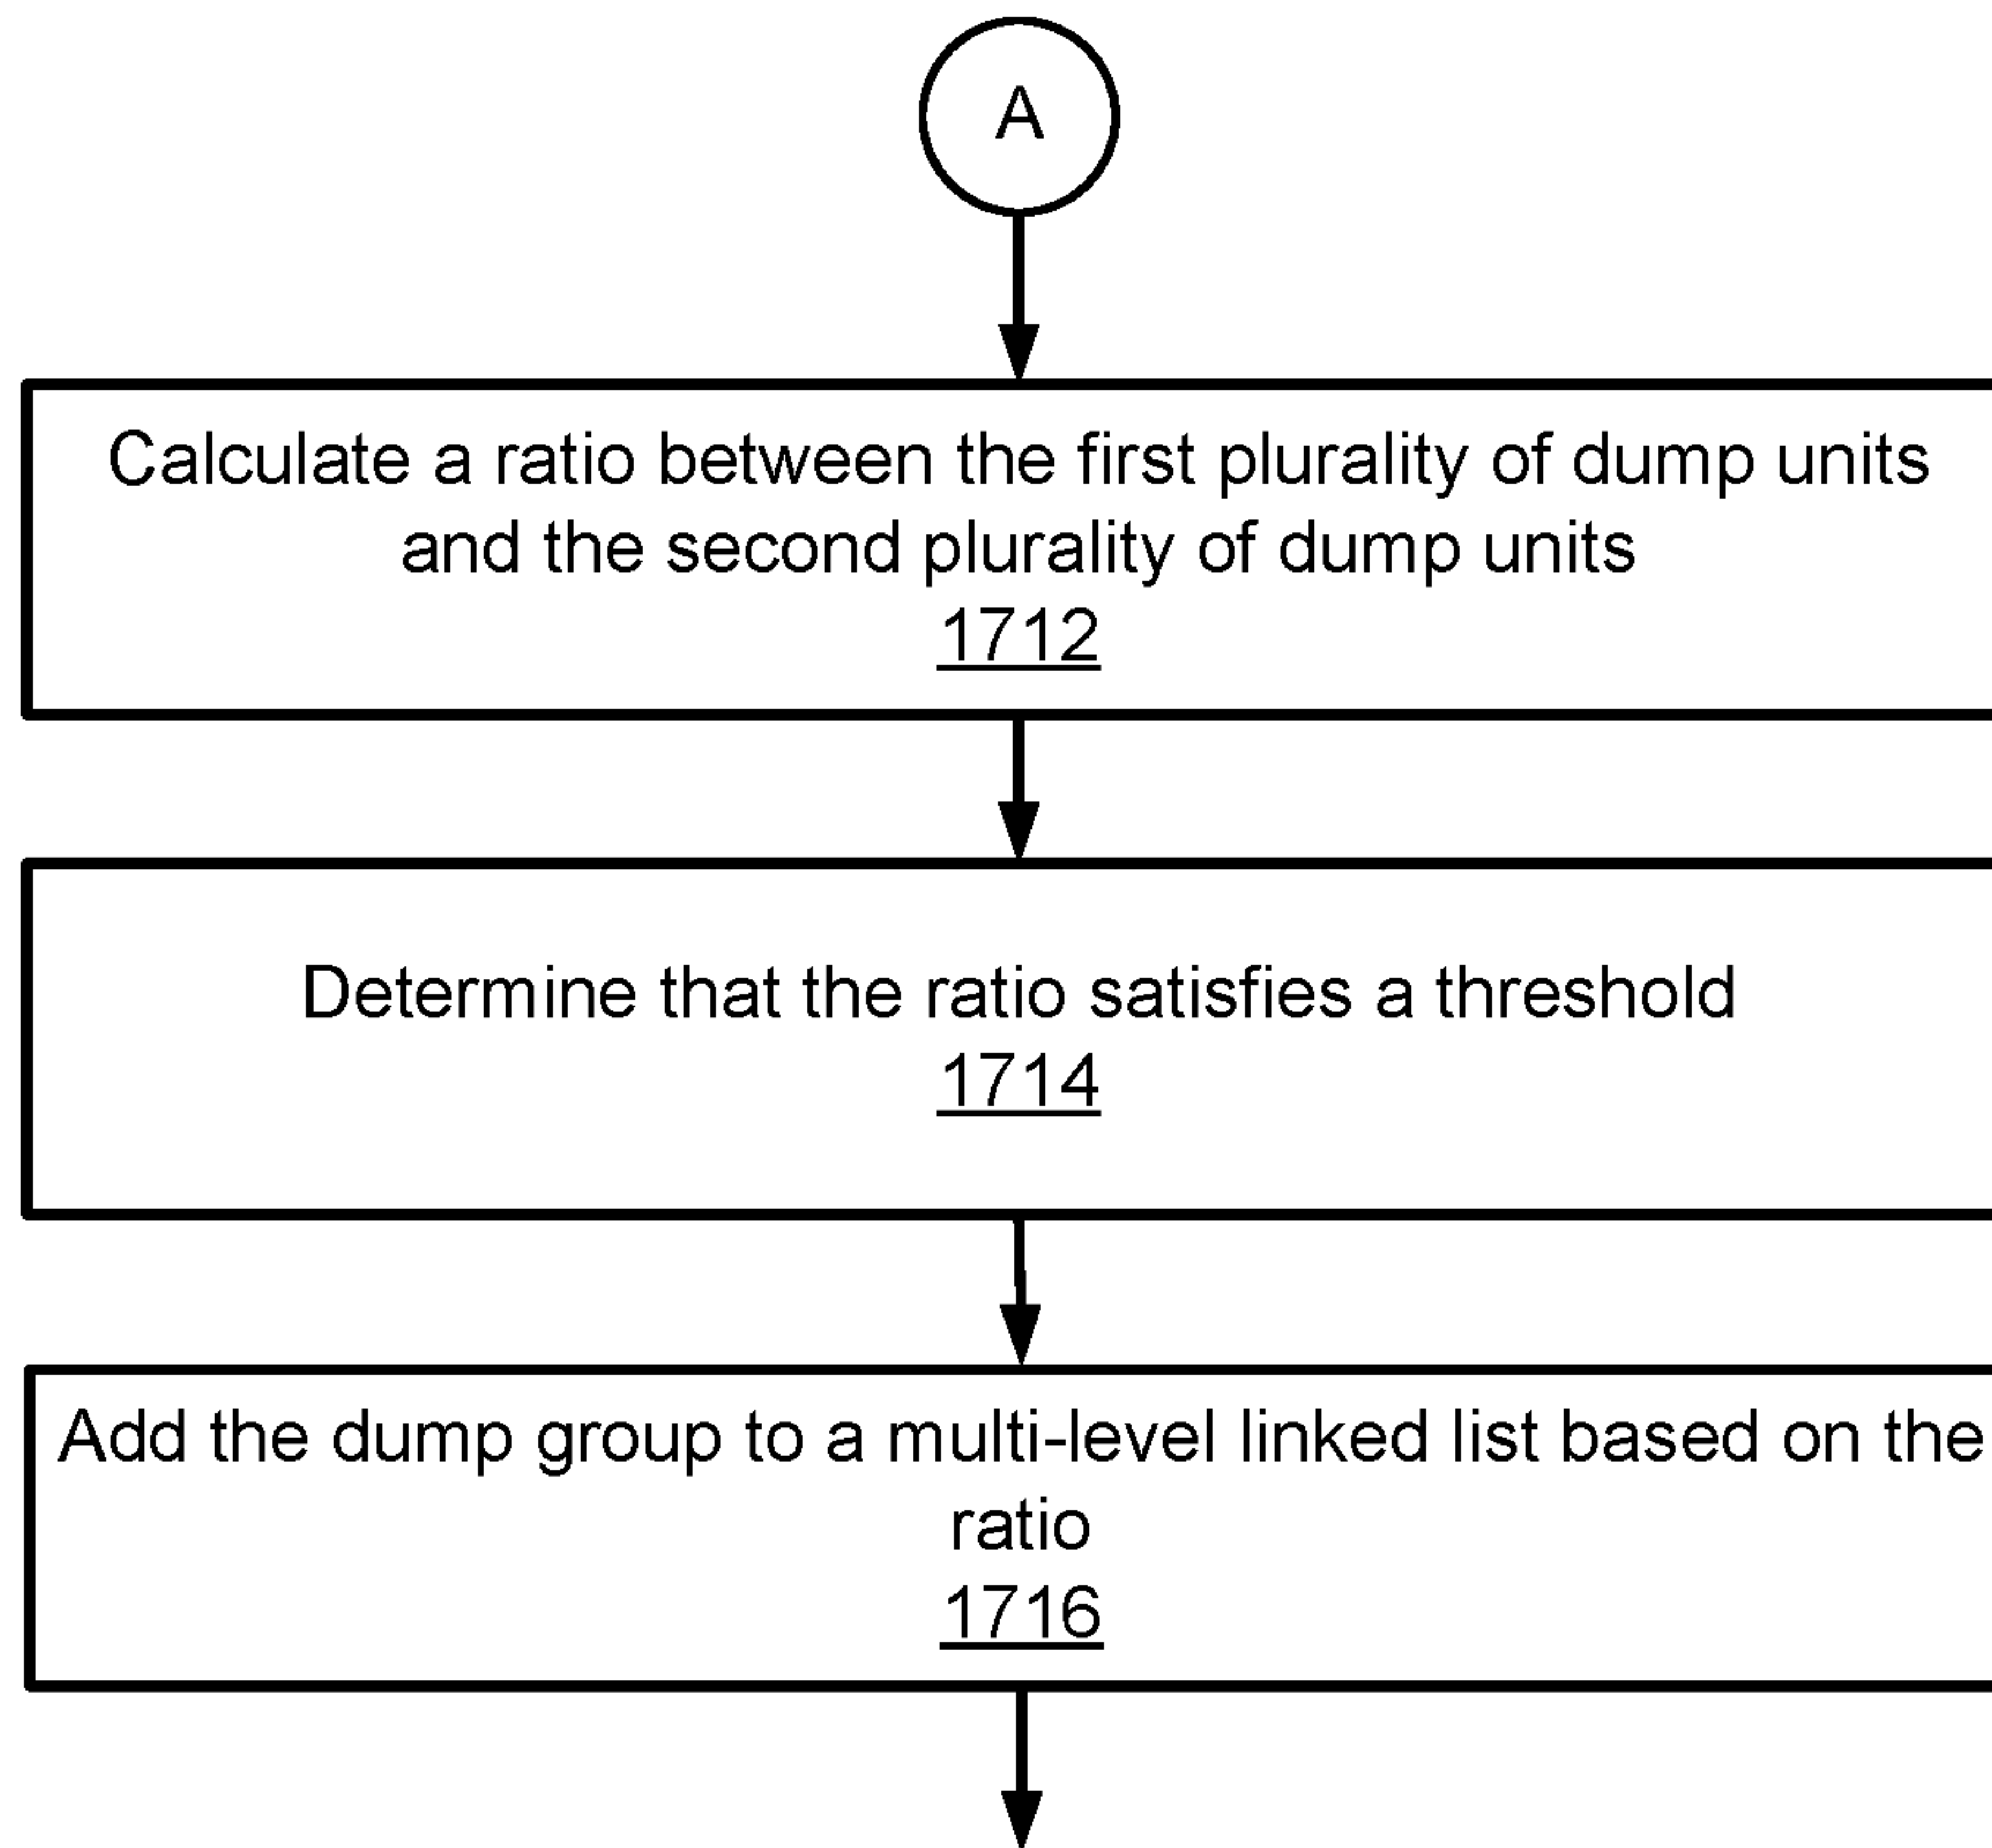 A
Calculate a ratio between the first plurality of dump units
and the second plurality of dump units
1712
Determine that the ratio satisfies a threshold
1714
Add the dump group to a multi-level linked list based on the
ratio
1716